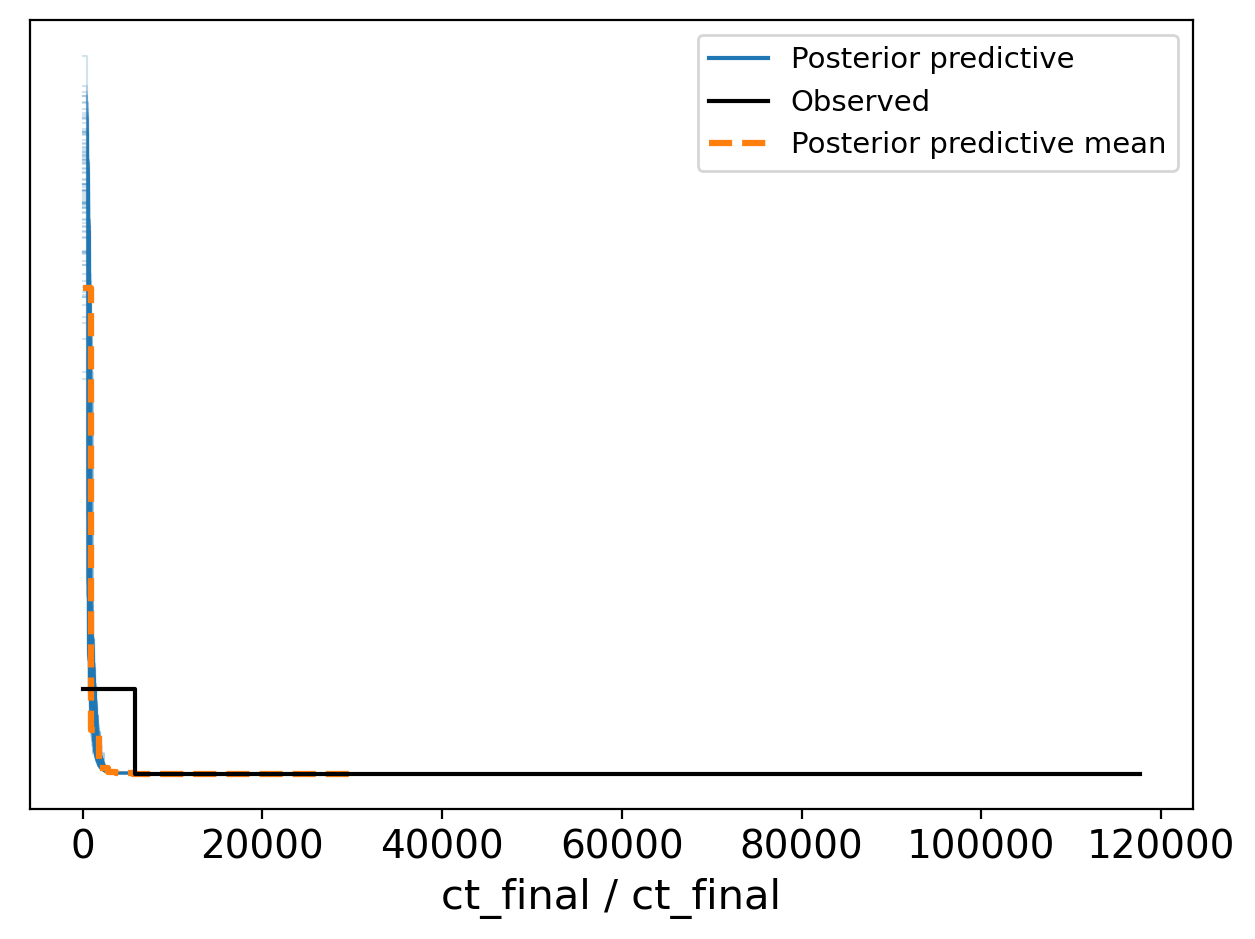 Posterior predictive
Observed
Posterior predictive mean
0 20000 40000 60000 80000 100000 120000
ct_final / ct_final